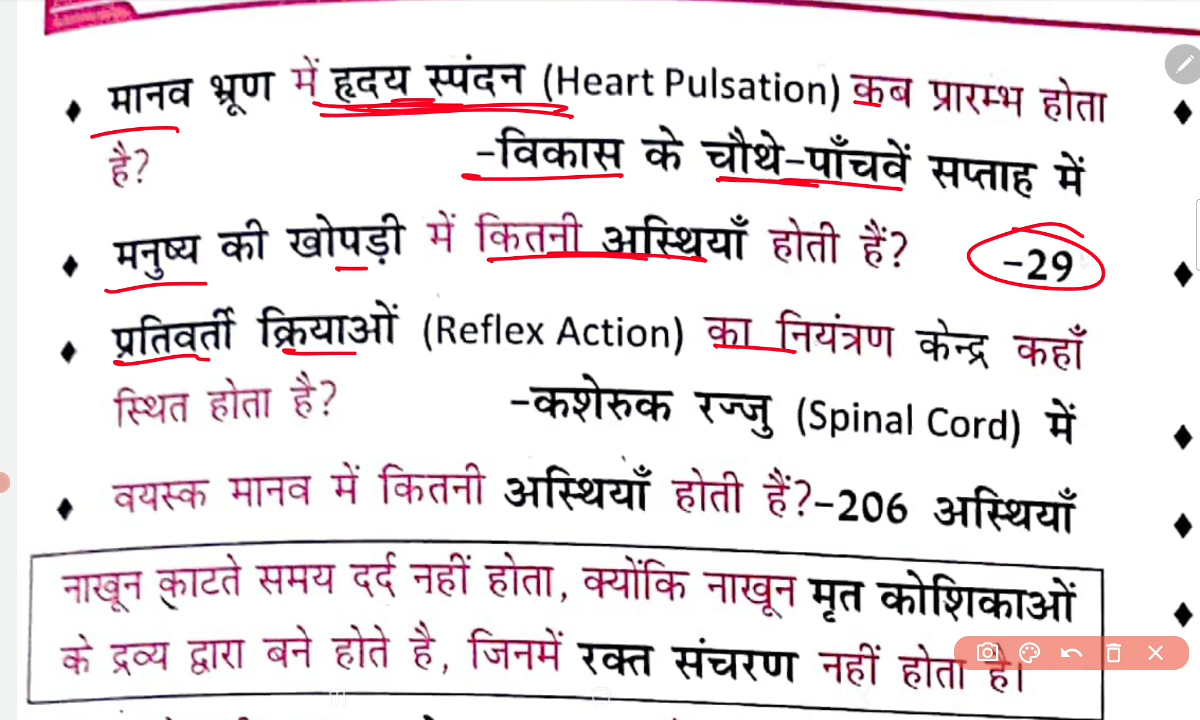 ♦ मानव भ्रूण में हृदय स्पंदन (Heart Pulsation) कब प्रारम्भ होता
है? -विकास के चौथे-पाँचवें सप्ताह में
♦ मनुष्य की खोपड़ी में कितनी अस्थियाँ होती हैं? -29
♦ प्रतिवर्ती क्रियाओं (Reflex Action) का नियंत्रण केन्द्र कहाँ
स्थित होता है? -कशेरुक रज्जु (Spinal Cord) में
♦ वयस्क मानव में कितनी अस्थियाँ होती हैं?-206 अस्थियाँ
नाखून काटते समय दर्द नहीं होता, क्योंकि नाखून मृत कोशिकाओं
के द्रव्य द्वारा बने होते है, जिनमें रक्त संचरण नहीं होता है।